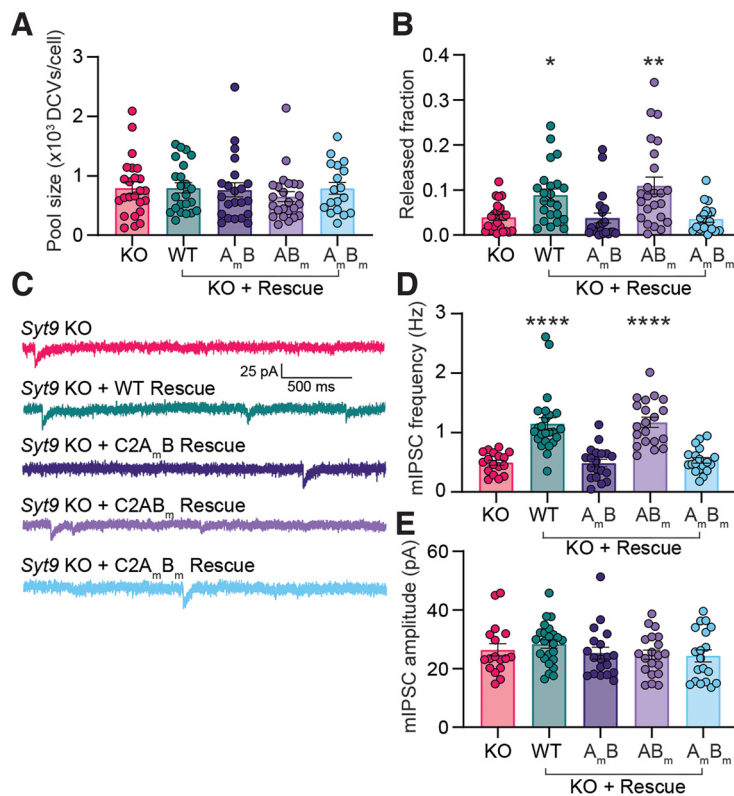 A
Pool size (x10³ DCVs/cell)
3
2
1
0
KO
WT
AₘB
ABₘ
AₘBₘ
KO + Rescue
B
Released fraction
0.4
0.3
0.2
0.1
0.0
*
**
KO
WT
AₘB
ABₘ
AₘBₘ
KO + Rescue
C
Syt9 KO
25 pA
500 ms
Syt9 KO + WT Rescue
Syt9 KO + C2AₘB Rescue
Syt9 KO + C2ABₘ Rescue
Syt9 KO + C2AₘBₘ Rescue
D
mIPSC frequency (Hz)
3
2
1
0
****
****
KO
WT
AₘB
ABₘ
AₘBₘ
KO + Rescue
E
mIPSC amplitude (pA)
60
40
20
0
KO
WT
AₘB
ABₘ
AₘBₘ
KO + Rescue